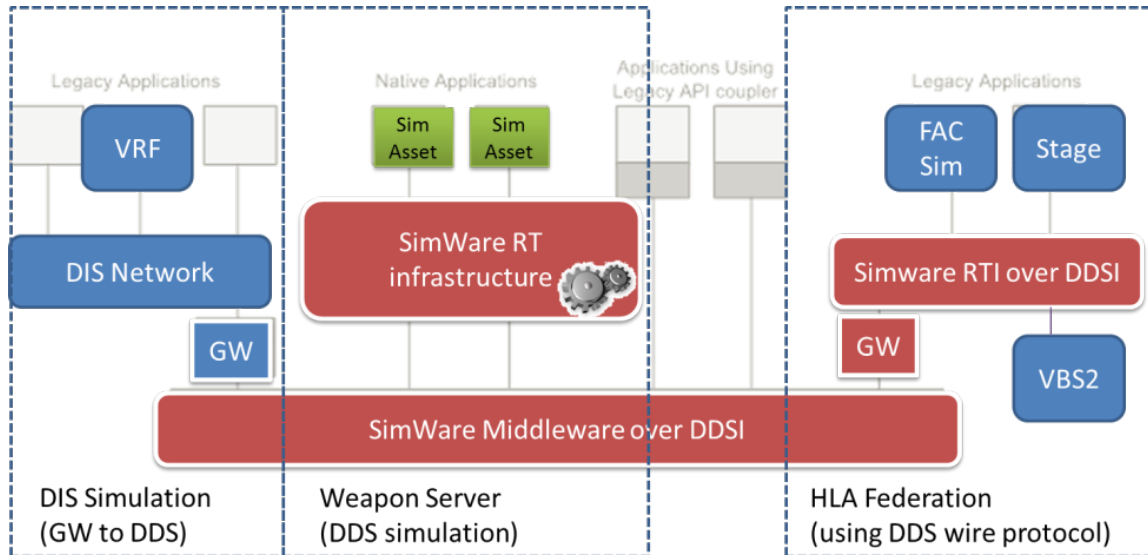 Legacy Applications
Native Applications
Applications Using
Legacy API coupler
Legacy Applications
VRF
Sim
Asset
Sim
Asset
FAC
Sim
Stage
DIS Network
SimWare RT
infrastructure
Simware RTI over DDSI
GW
GW
VBS2
SimWare Middleware over DDSI
DIS Simulation
(GW to DDS)
Weapon Server
(DDS simulation)
HLA Federation
(using DDS wire protocol)